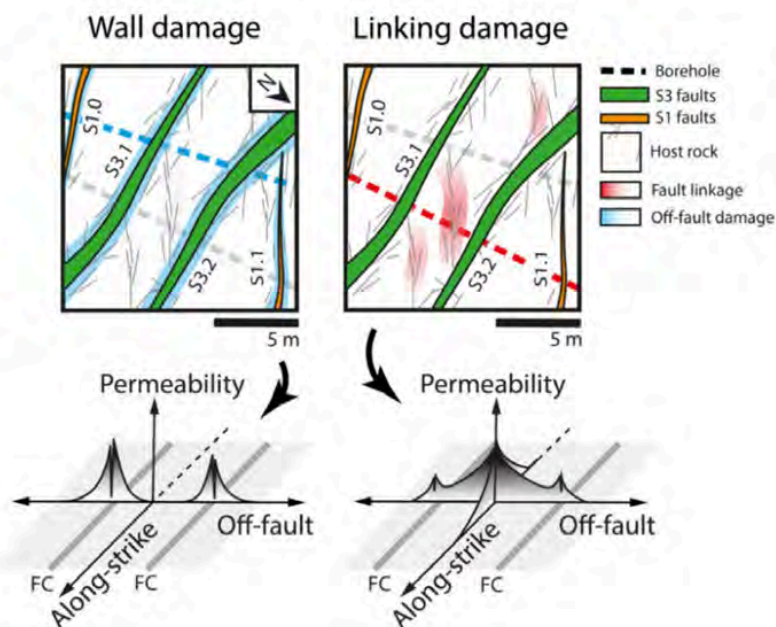 Wall damage
Linking damage
N
S1.0
S3.1
S3.2
S1.1
5 m
N
S1.0
S3.1
S3.2
S1.1
5 m
Borehole
S3 faults
S1 faults
Host rock
Fault linkage
Off-fault damage
Permeability
Off-fault
Along-strike
FC
FC
Permeability
Off-fault
Along-strike
FC
FC